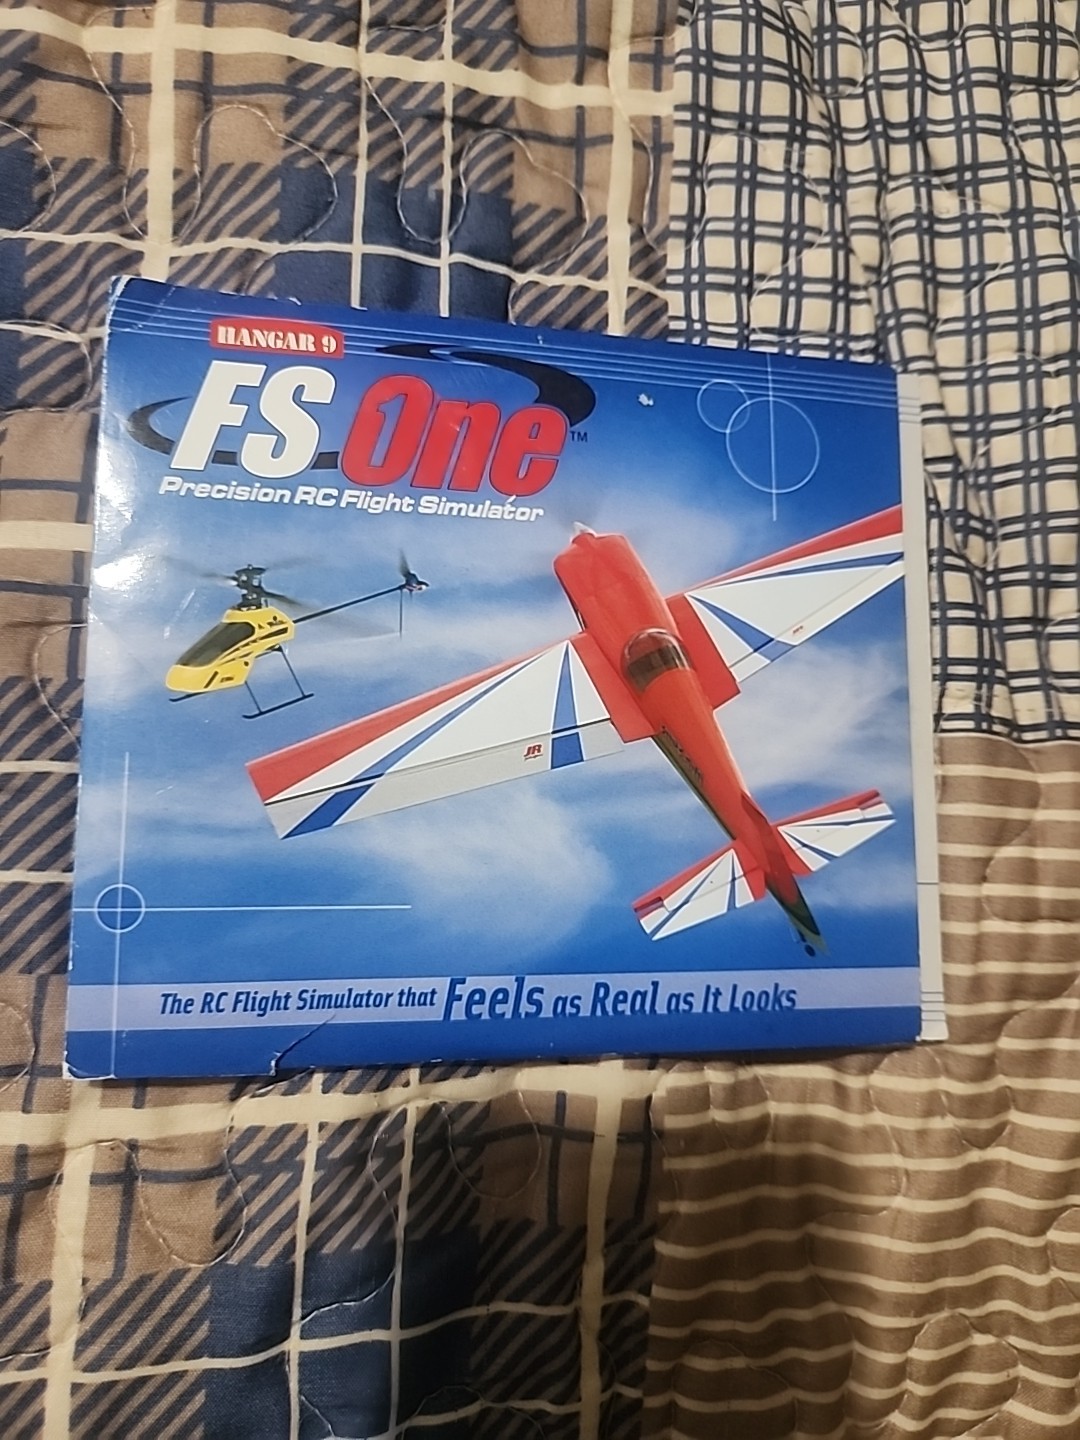 HANGAR 9
FS One™
Precision RC Flight Simulator
JR
The RC Flight Simulator that Feels as Real as It Looks